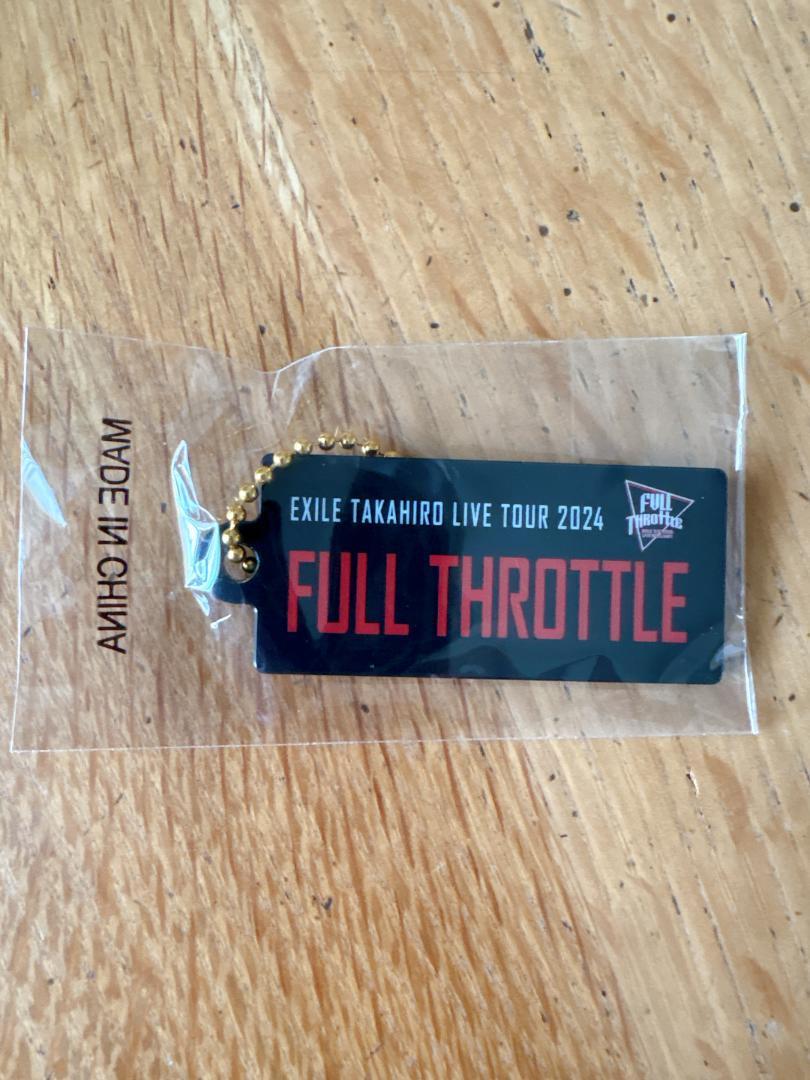 MADE IN CHINA
EXILE TAKAHIRO LIVE TOUR 2024
FULL THROTTLE
FULL
THROTTLE